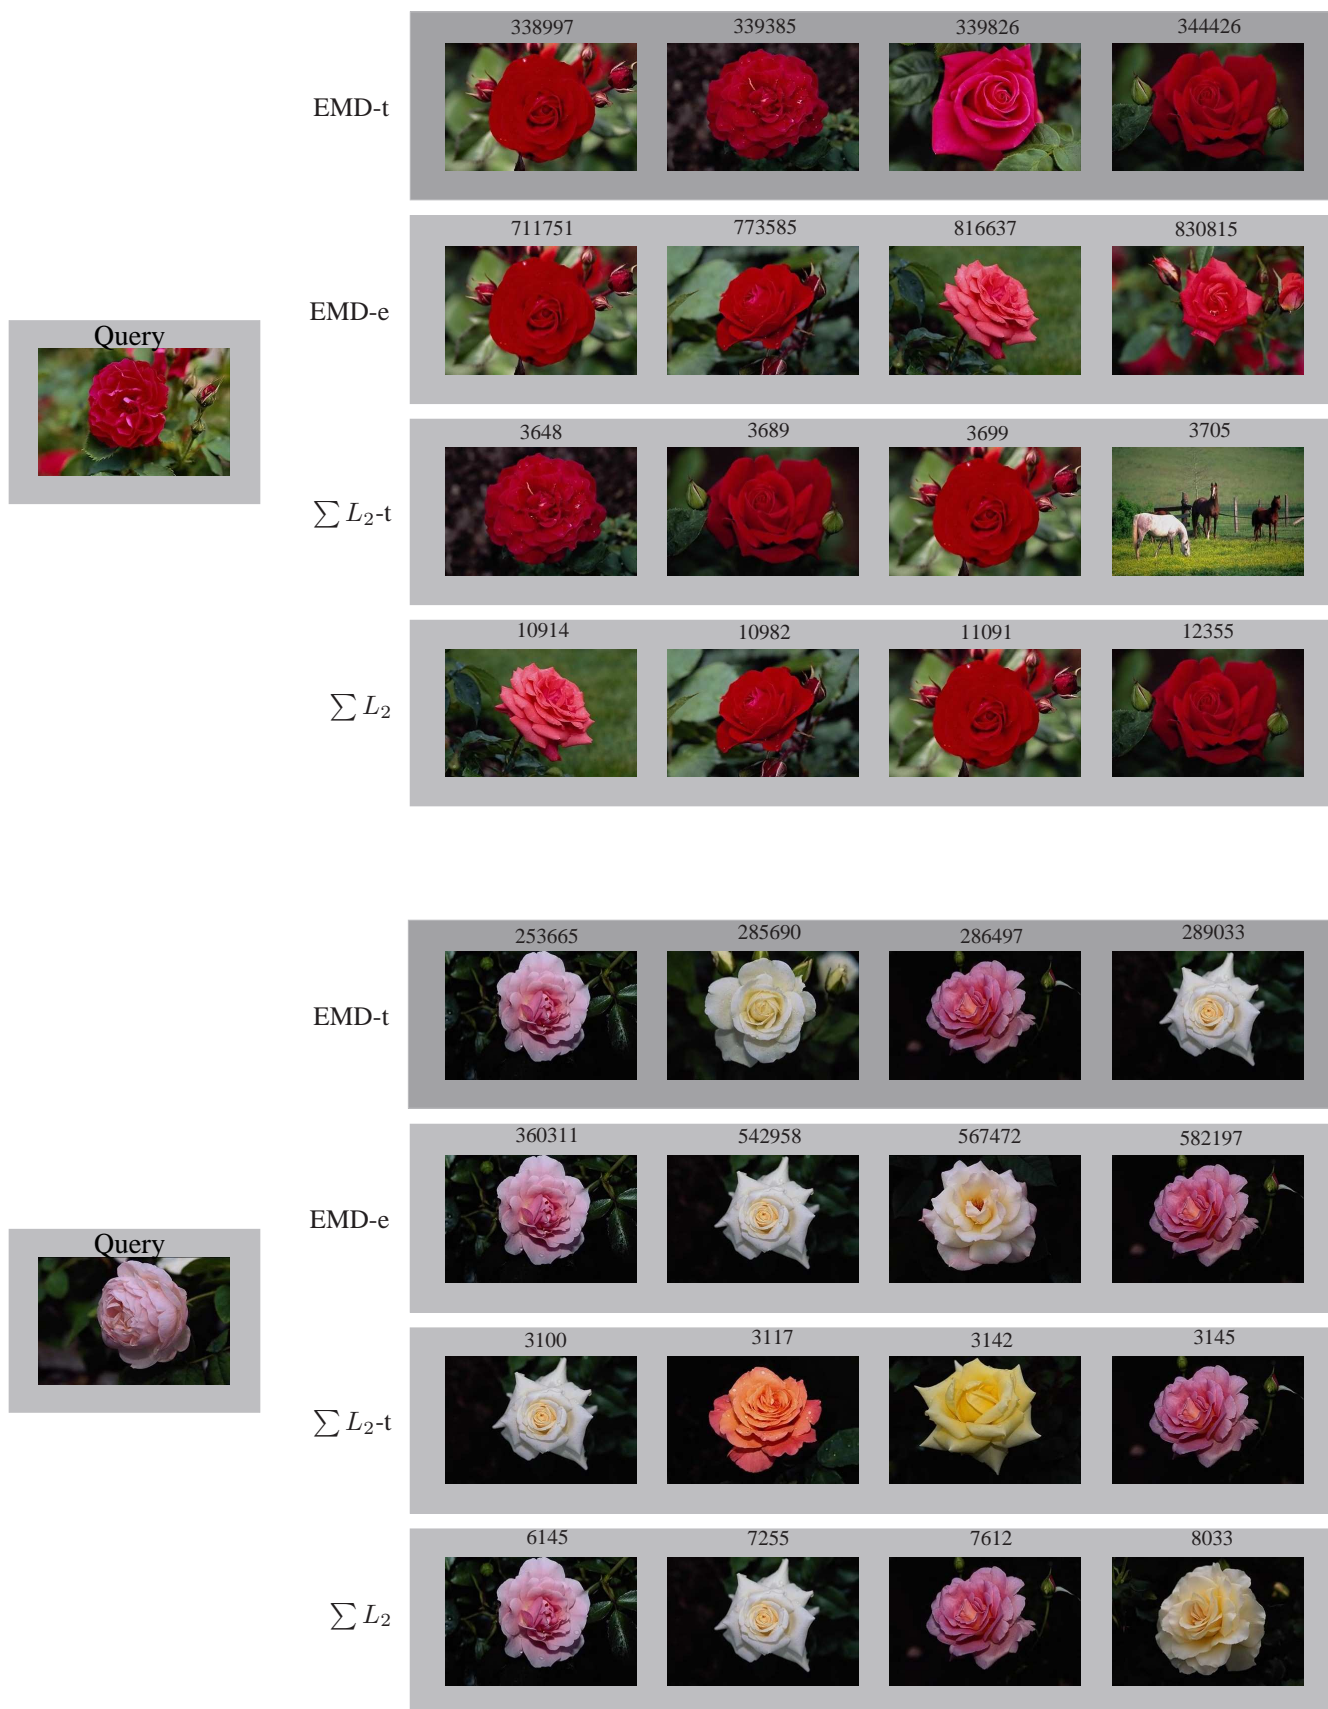 338997 339385 339826 344426
EMD-t
711751 773585 816637 830815
EMD-e
Query
3648 3689 3699 3705
∑ L₂-t
10914 10982 11091 12355
∑ L₂
253665 285690 286497 289033
EMD-t
360311 542958 567472 582197
EMD-e
Query
3100 3117 3142 3145
∑ L₂-t
6145 7255 7612 8033
∑ L₂